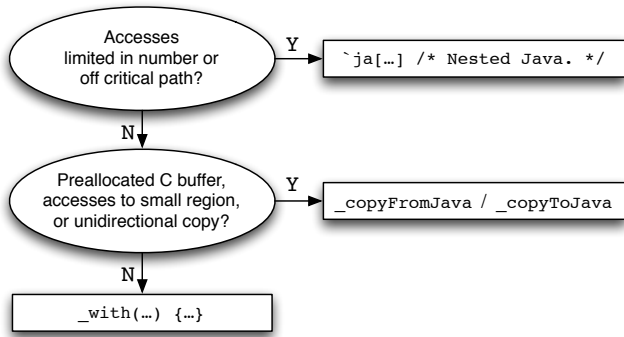 Accesses
limited in number or
off critical path?
Y
`ja[…] /* Nested Java. */
N
Preallocated C buffer,
accesses to small region,
or unidirectional copy?
Y
_copyFromJava / _copyToJava
N
_with(…) {…}